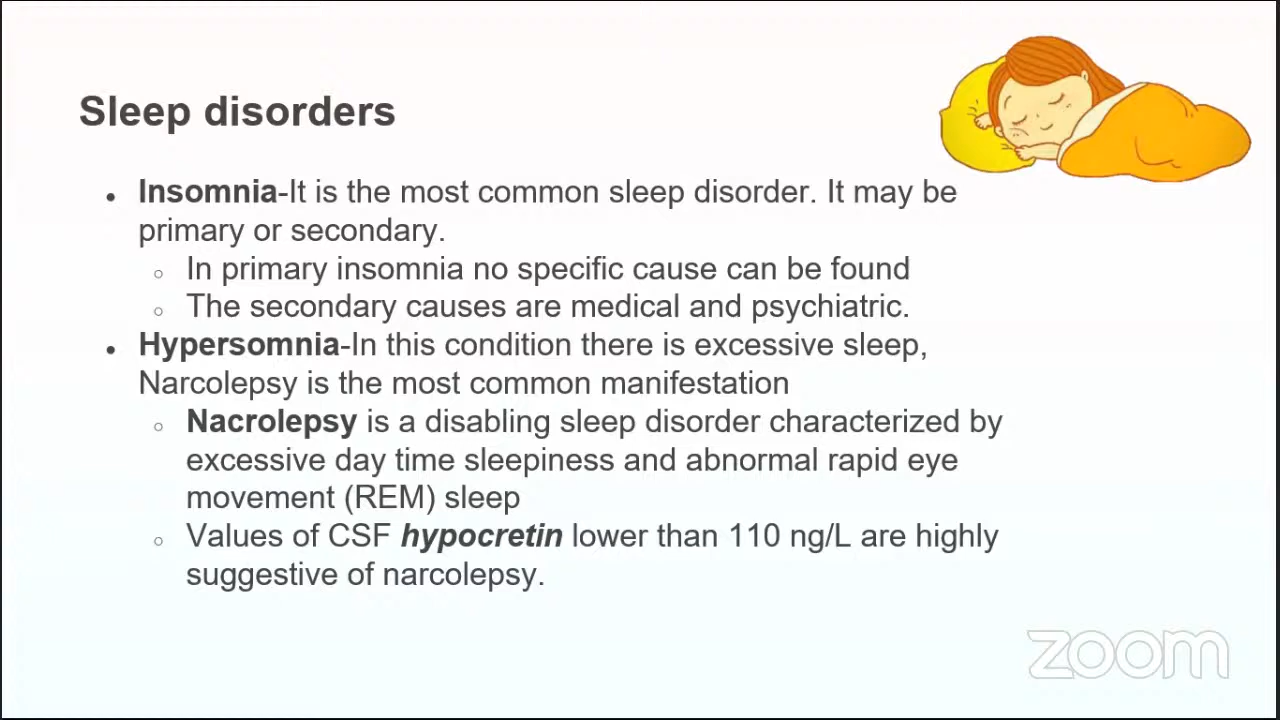 Sleep disorders
● Insomnia-It is the most common sleep disorder. It may be
primary or secondary.
○ In primary insomnia no specific cause can be found
○ The secondary causes are medical and psychiatric.
● Hypersomnia-In this condition there is excessive sleep,
Narcolepsy is the most common manifestation
○ Nacrolepsy is a disabling sleep disorder characterized by
excessive day time sleepiness and abnormal rapid eye
movement (REM) sleep
○ Values of CSF hypocretin lower than 110 ng/L are highly
suggestive of narcolepsy.
zoom